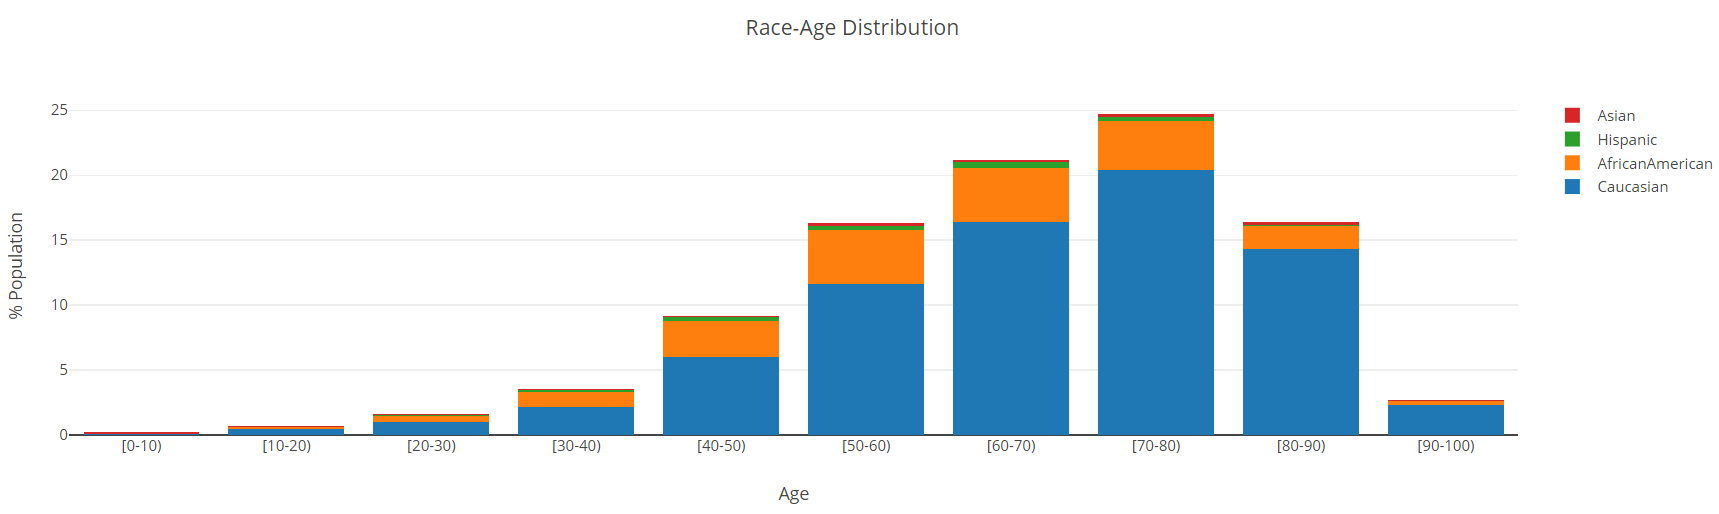 Race-Age Distribution
25
20
15
10
5
0
% Population
[0-10)
[10-20)
[20-30)
[30-40)
[40-50)
[50-60)
[60-70)
[70-80)
[80-90)
[90-100)
Age
Asian
Hispanic
AfricanAmerican
Caucasian